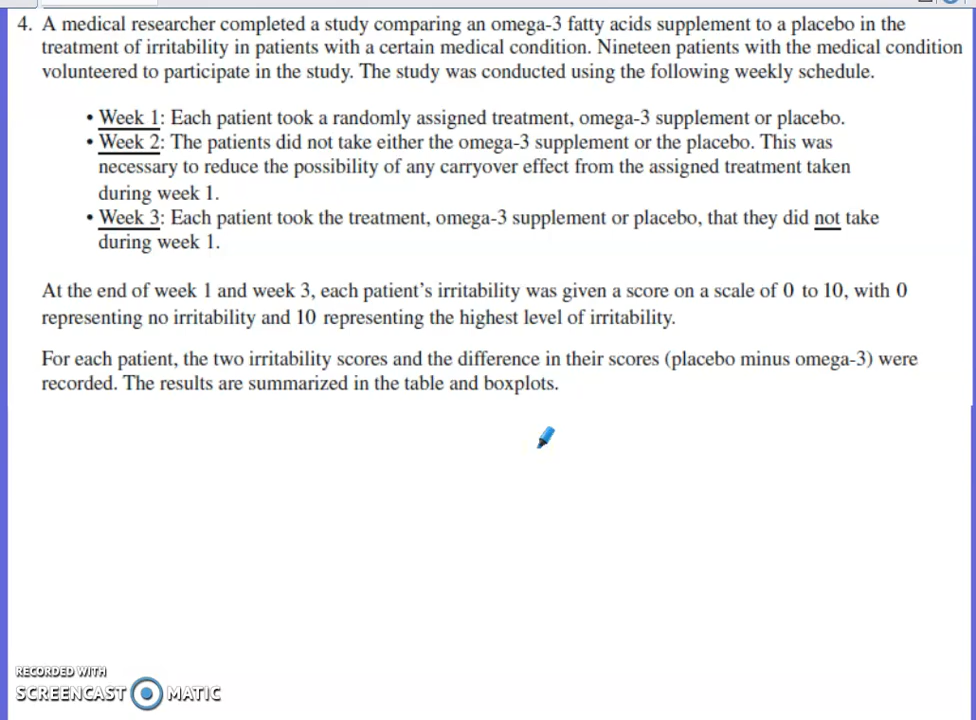 4. A medical researcher completed a study comparing an omega-3 fatty acids supplement to a placebo in the
treatment of irritability in patients with a certain medical condition. Nineteen patients with the medical condition
volunteered to participate in the study. The study was conducted using the following weekly schedule.
• Week 1: Each patient took a randomly assigned treatment, omega-3 supplement or placebo.
• Week 2: The patients did not take either the omega-3 supplement or the placebo. This was
necessary to reduce the possibility of any carryover effect from the assigned treatment taken
during week 1.
• Week 3: Each patient took the treatment, omega-3 supplement or placebo, that they did not take
during week 1.
At the end of week 1 and week 3, each patient's irritability was given a score on a scale of 0 to 10, with 0
representing no irritability and 10 representing the highest level of irritability.
For each patient, the two irritability scores and the difference in their scores (placebo minus omega-3) were
recorded. The results are summarized in the table and boxplots.
RECORDED WITH
SCREENCAST MATIC